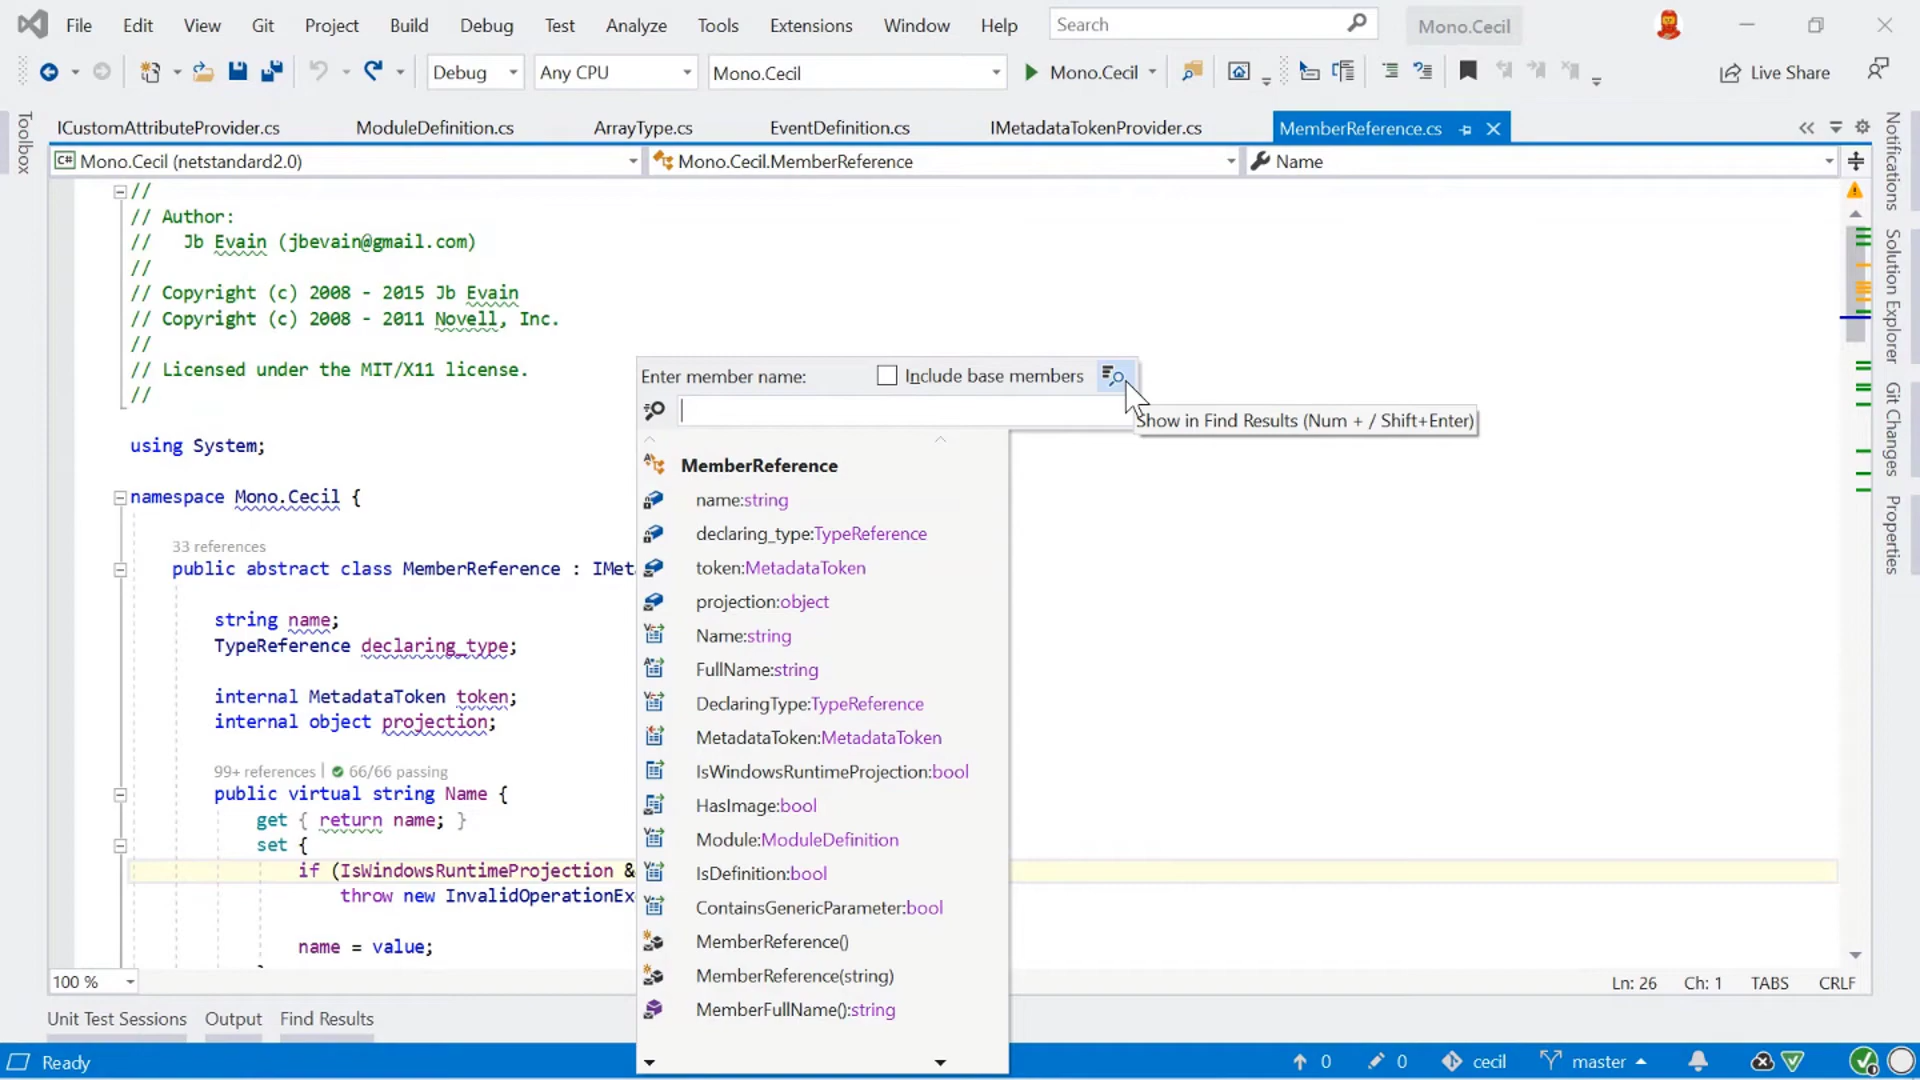 File Edit View Git Project Build Debug Test Analyze Tools Extensions Window Help Search Mono.Cecil
Debug Any CPU Mono.Cecil Mono.Cecil Live Share
ICustomAttributeProvider.cs ModuleDefinition.cs ArrayType.cs EventDefinition.cs IMetadataTokenProvider.cs MemberReference.cs
Toolbox
C# Mono.Cecil (netstandard2.0) Mono.Cecil.MemberReference Name
//
// Author:
// Jb Evain (jbevain@gmail.com)
//
// Copyright (c) 2008 - 2015 Jb Evain
// Copyright (c) 2008 - 2011 Novell, Inc.
//
// Licensed under the MIT/X11 license.
//
using System;
namespace Mono.Cecil {
33 references
public abstract class MemberReference : IMeta
string name;
TypeReference declaring_type;
internal MetadataToken token;
internal object projection;
99+ references | 66/66 passing
public virtual string Name {
get { return name; }
set {
if (IsWindowsRuntimeProjection &
throw new InvalidOperationEx
name = value;
Enter member name: Include base members
Show in Find Results (Num + / Shift+Enter)
MemberReference
name:string
declaring_type:TypeReference
token:MetadataToken
projection:object
Name:string
FullName:string
DeclaringType:TypeReference
MetadataToken:MetadataToken
IsWindowsRuntimeProjection:bool
HasImage:bool
Module:ModuleDefinition
IsDefinition:bool
ContainsGenericParameter:bool
MemberReference()
MemberReference(string)
MemberFullName():string
Notifications
Solution Explorer
Git Changes
Properties
100 % Ln: 26 Ch: 1 TABS CRLF
Unit Test Sessions Output Find Results
Ready 0 0 cecil master